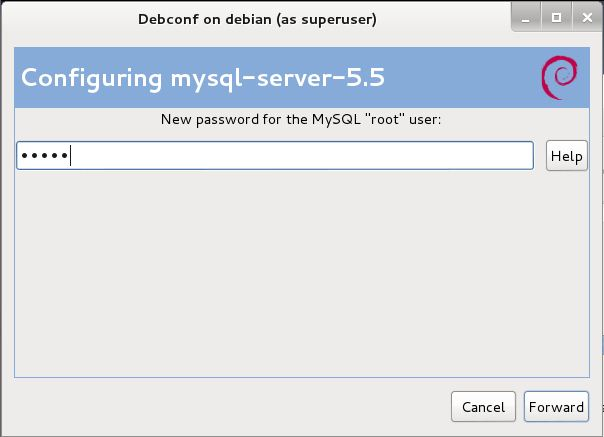 Debconf on debian (as superuser)
Configuring mysql-server-5.5
New password for the MySQL "root" user:
•••••
Help
Cancel
Forward